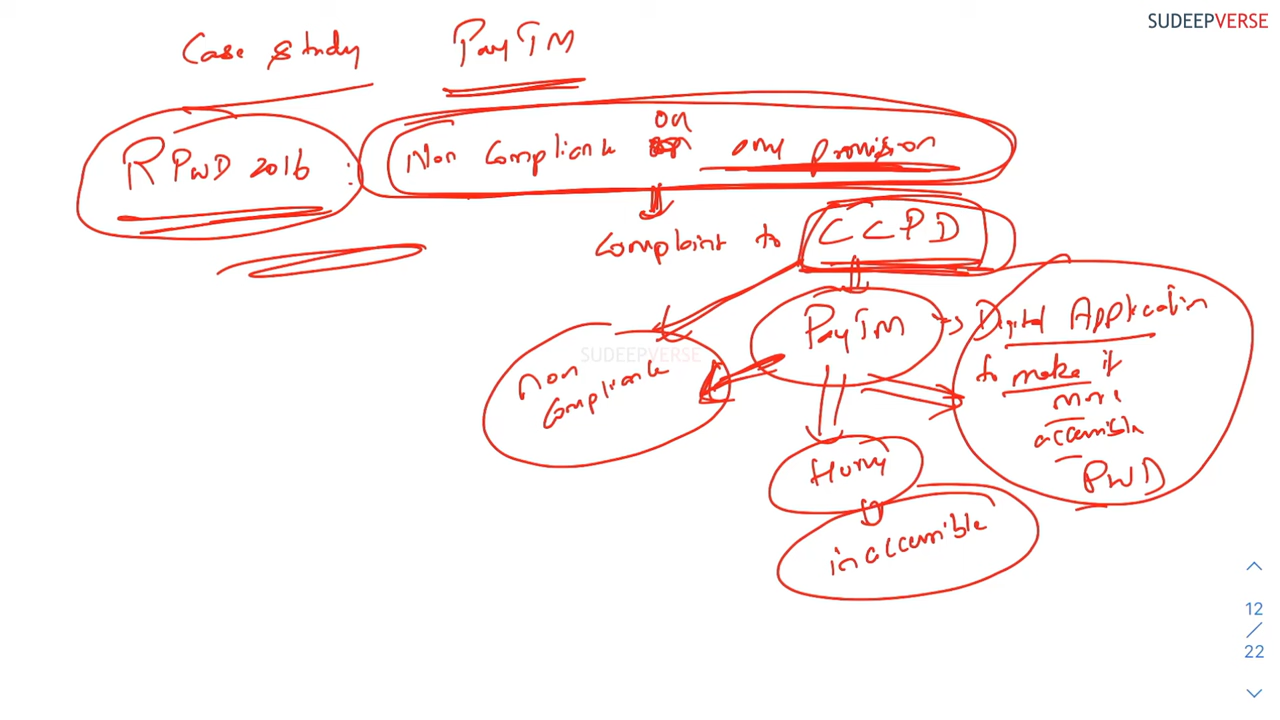 SUDEEPVERSE
Case study PayTM
RPWD 2016 : Non Compliance on any provision
Complaint to CCPD
PayTM -> Digital Application
to make it
more
accessible
PWD
SUDEEPVERSE
non
Compliance
Hurry
inaccessible
12
/
22